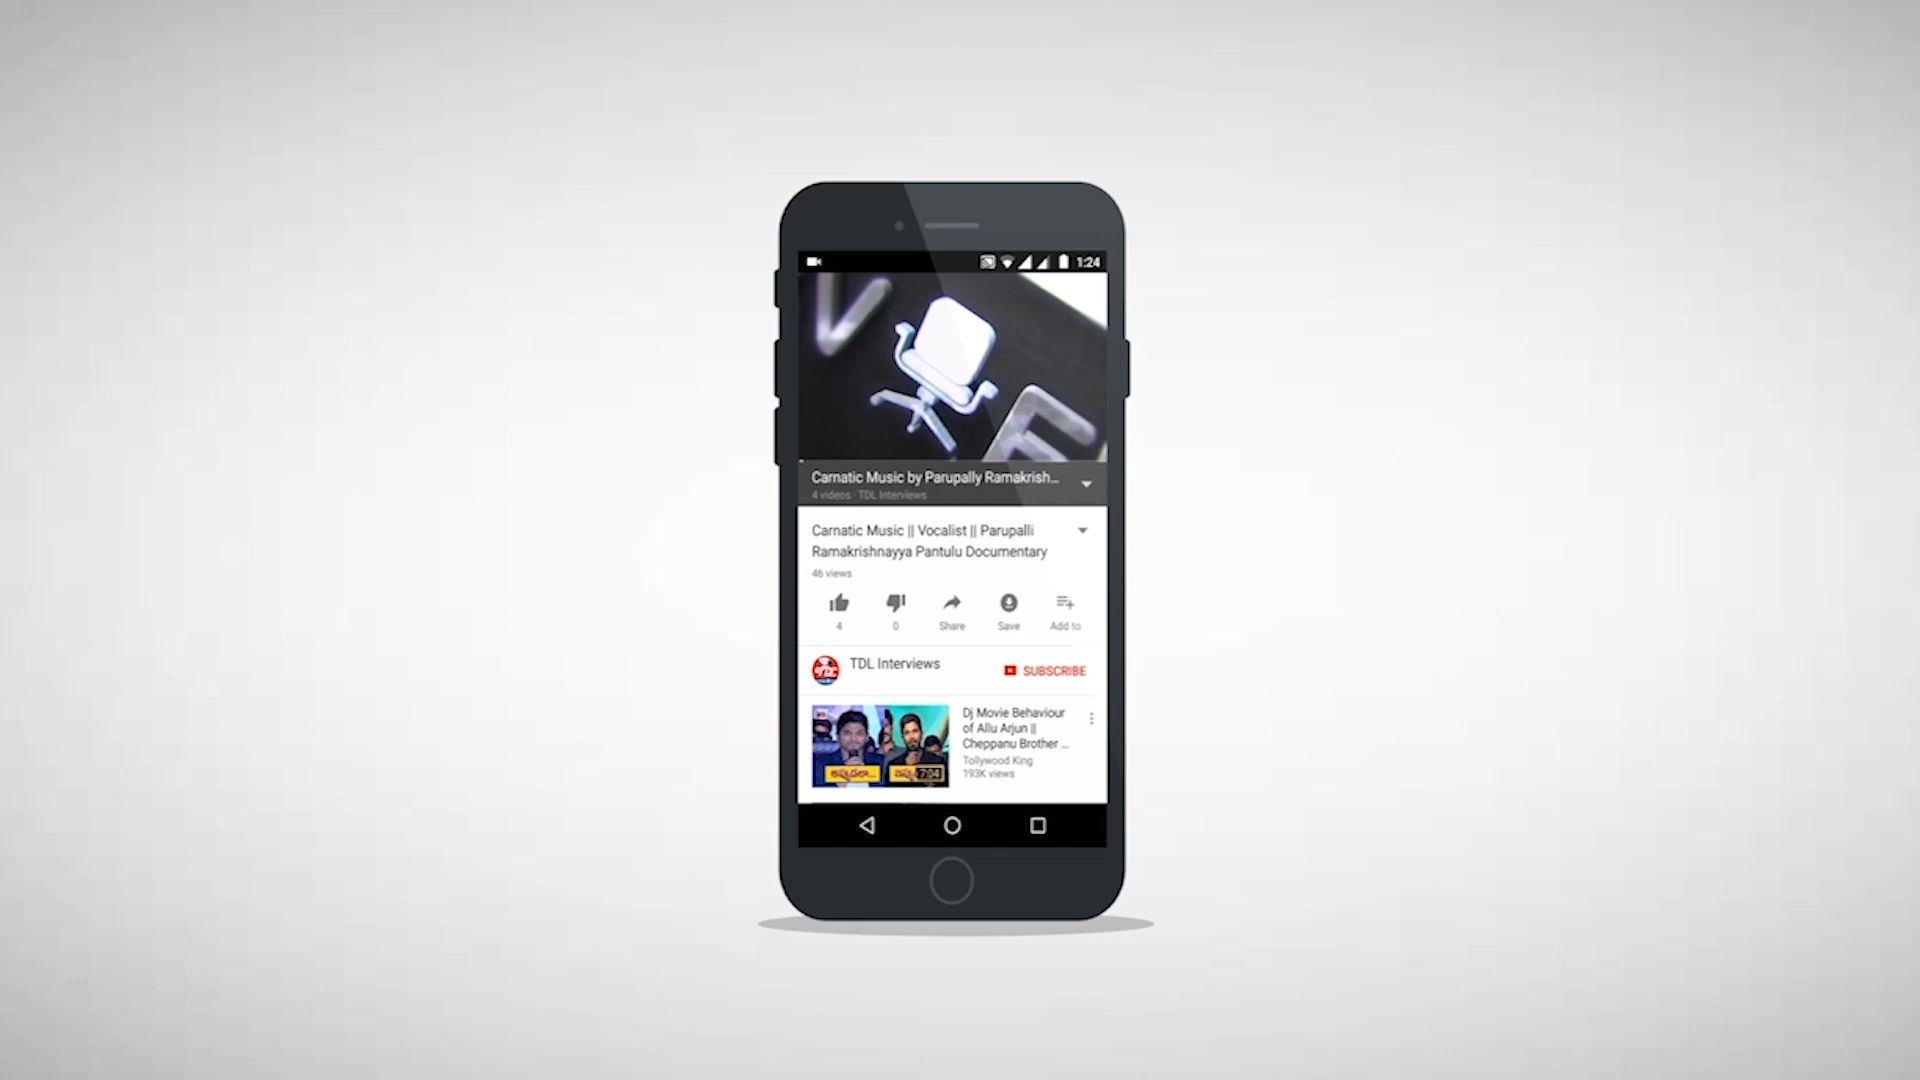 1:24
Carnatic Music by Parupally Ramakrish...
4 videos · TDL Interviews
Carnatic Music || Vocalist || Parupalli
Ramakrishnayya Pantulu Documentary
46 views
4
0
Share
Save
Add to
TDL Interviews
SUBSCRIBE
Dj Movie Behaviour
of Allu Arjun ||
Cheppanu Brother ...
Tollywood King
193K views
7:04